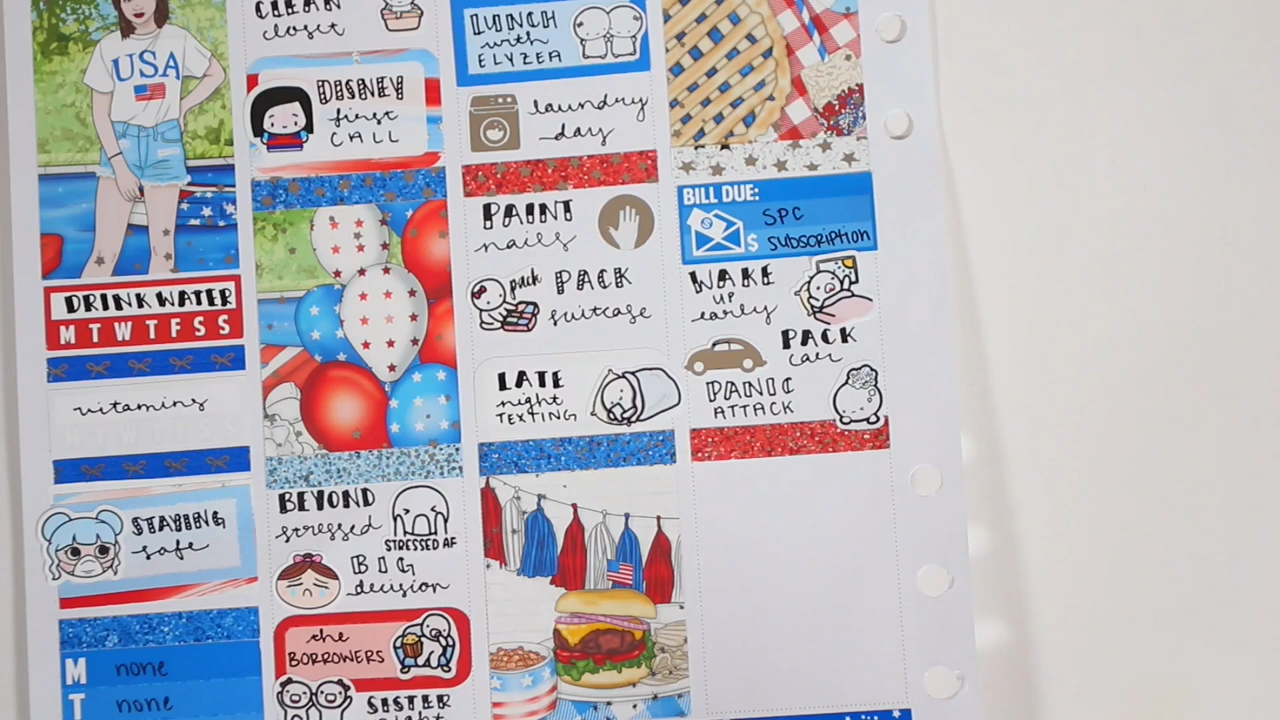 USA
DRINK WATER
M T W T F S S
vitamins
M T W T F S S
STAYING
safe
M none
T none
CLEAN
closet
DISNEY
first
CALL
BEYOND
stressed
STRESSED AF
BIG
decision
the
BORROWERS
SISTER
night
LUNCH
with
ELYZEA
laundry
day
PAINT
nails
pack
PACK
suitcase
LATE
night
TEXTING
BILL DUE:
SPC
$ subscription
WAKE
UP
early
PACK
car
PANIC
ATTACK